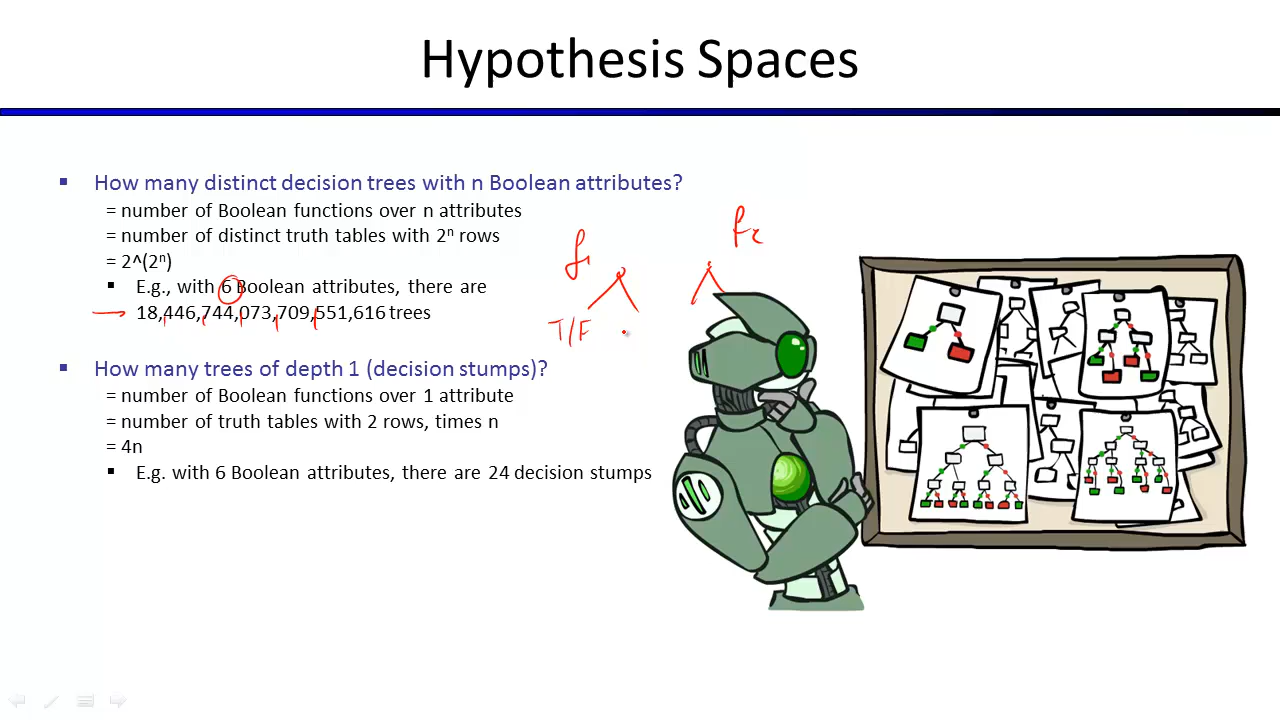 Hypothesis Spaces
▪ How many distinct decision trees with n Boolean attributes?
= number of Boolean functions over n attributes
= number of distinct truth tables with 2ⁿ rows
= 2^(2ⁿ)
▪ E.g., with 6 Boolean attributes, there are
18,446,744,073,709,551,616 trees
f₁
f₂
T/F
▪ How many trees of depth 1 (decision stumps)?
= number of Boolean functions over 1 attribute
= number of truth tables with 2 rows, times n
= 4n
▪ E.g. with 6 Boolean attributes, there are 24 decision stumps